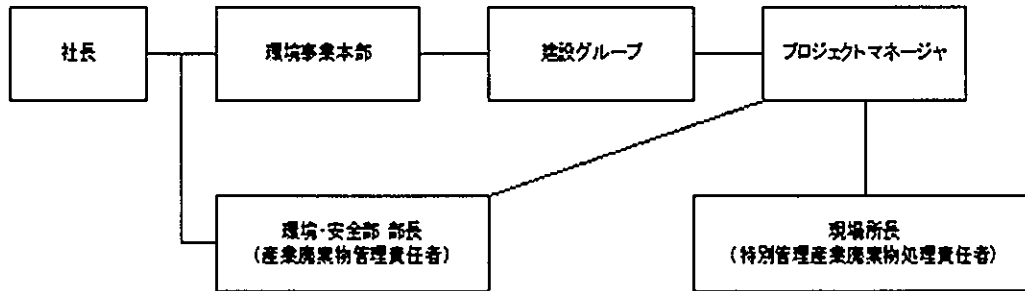 社長
環境事業本部
建設グループ
プロジェクトマネージャ
環境・安全部 部長
(産業廃棄物管理責任者)
現場所長
(特別管理産業廃棄物処理責任者)